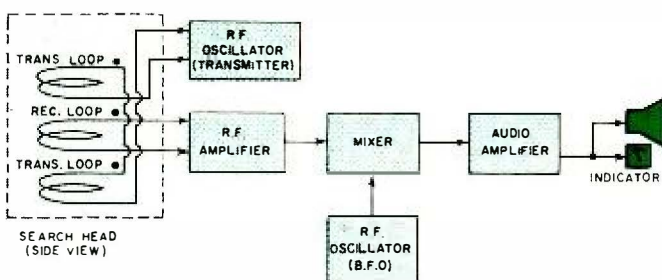 TRANS. LOOP
REC. LOOP
TRANS. LOOP
SEARCH HEAD
(SIDE VIEW)
R.F.
OSCILLATOR
(TRANSMITTER)
R.F.
AMPLIFIER
MIXER
R.F.
OSCILLATOR
(B.F.O)
AUDIO
AMPLIFIER
INDICATOR